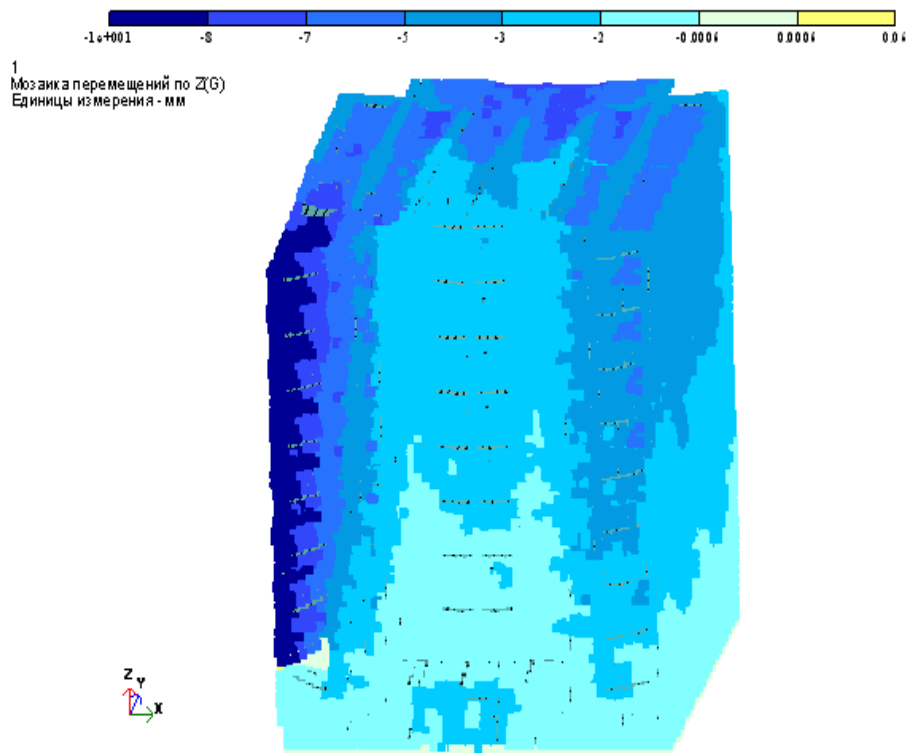 -1e+001 -8 -7 -5 -3 -2 -0.0006 0.0006 0.06
1
Мозаика перемещений по Z(G)
Единицы измерения - мм
Z
Y
X